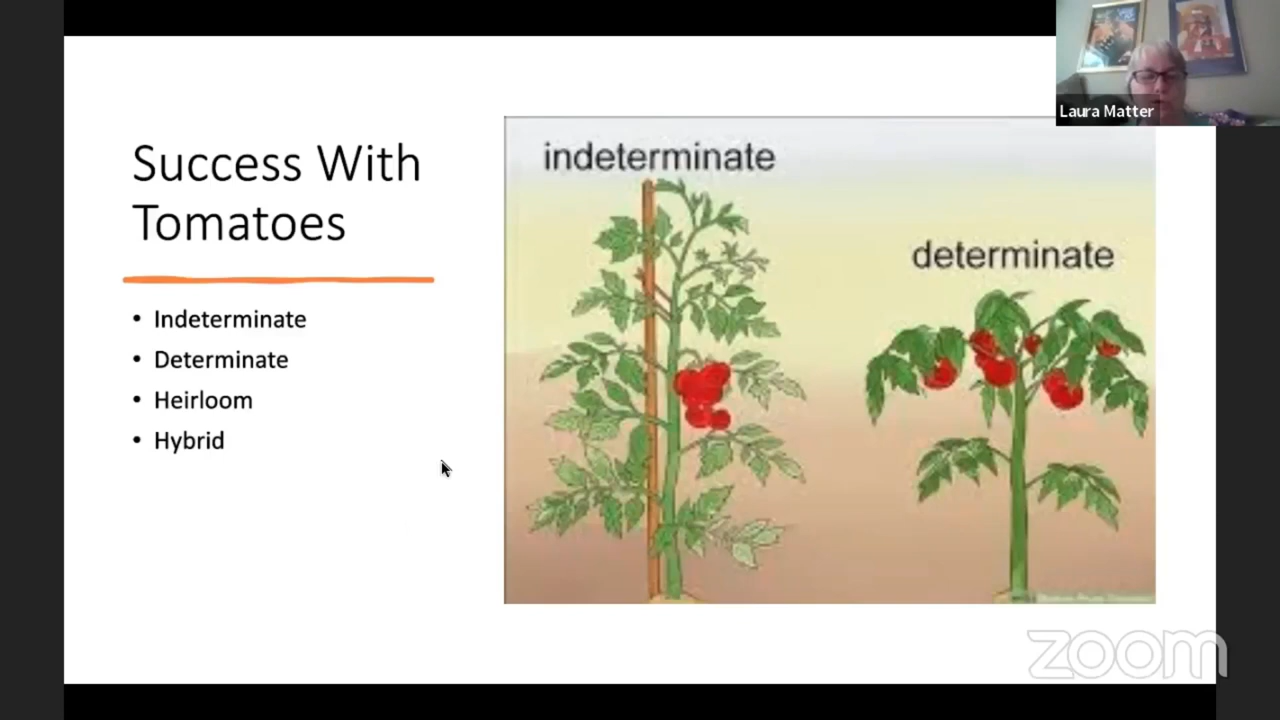 Success With
Tomatoes
• Indeterminate
• Determinate
• Heirloom
• Hybrid
indeterminate
determinate
Laura Matter
zoom